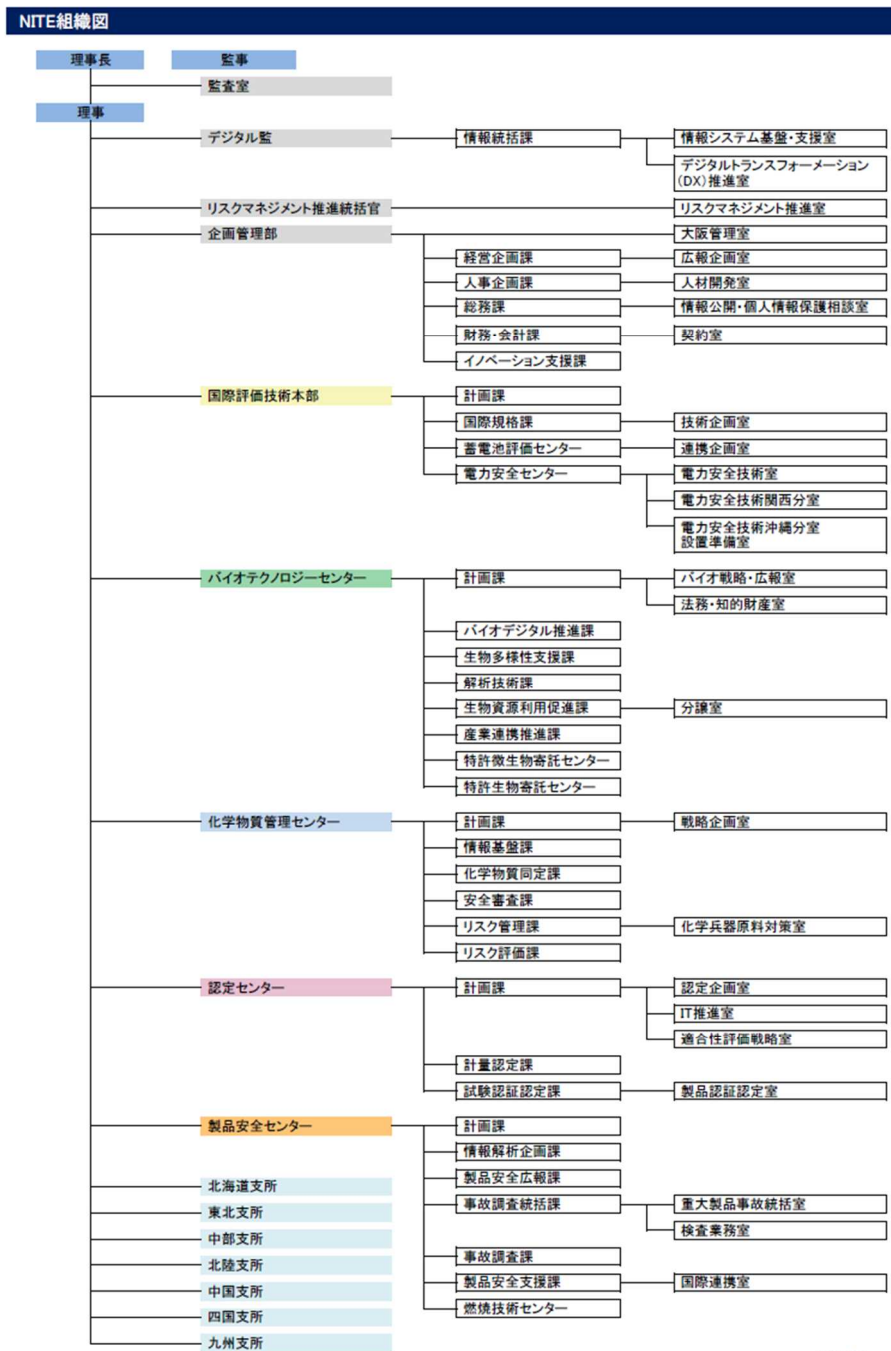 NITE組織図
理事長
監事
監査室
理事
デジタル監
情報統括課
情報システム基盤・支援室
デジタルトランスフォーメーション
(DX)推進室
リスクマネジメント推進統括官
リスクマネジメント推進室
企画管理部
大阪管理室
経営企画課
広報企画室
人事企画課
人材開発室
総務課
情報公開・個人情報保護相談室
財務・会計課
契約室
イノベーション支援課
国際評価技術本部
計画課
国際規格課
技術企画室
蓄電池評価センター
連携企画室
電力安全センター
電力安全技術室
電力安全技術関西分室
電力安全技術沖縄分室
設置準備室
バイオテクノロジーセンター
計画課
バイオ戦略・広報室
法務・知的財産室
バイオデジタル推進課
生物多様性支援課
解析技術課
生物資源利用促進課
分譲室
産業連携推進課
特許微生物寄託センター
特許生物寄託センター
化学物質管理センター
計画課
戦略企画室
情報基盤課
化学物質同定課
安全審査課
リスク管理課
化学兵器原料対策室
リスク評価課
認定センター
計画課
認定企画室
IT推進室
適合性評価戦略室
計量認定課
試験認証認定課
製品認証認定室
製品安全センター
計画課
情報解析企画課
製品安全広報課
北海道支所
事故調査統括課
重大製品事故統括室
東北支所
検査業務室
中部支所
事故調査課
北陸支所
製品安全支援課
国際連携室
中国支所
燃焼技術センター
四国支所
九州支所